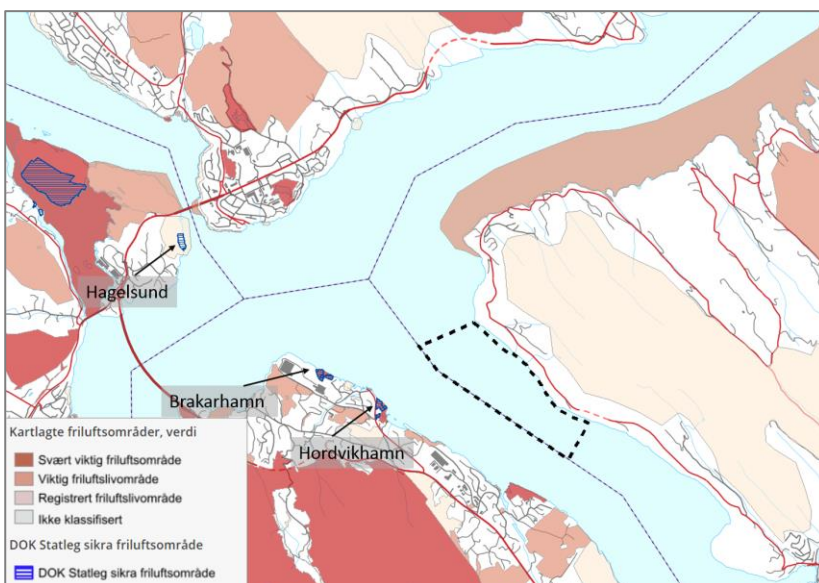 Hagelsund
Brakarhamn
Hordvikhamn
Kartlagte friluftsområder, verdi
Svært viktig friluftsområde
Viktig friluftslivområde
Registrert friluftslivområde
Ikke klassifisert
DOK Statleg sikra friluftsområde
DOK Statleg sikra friluftsområde